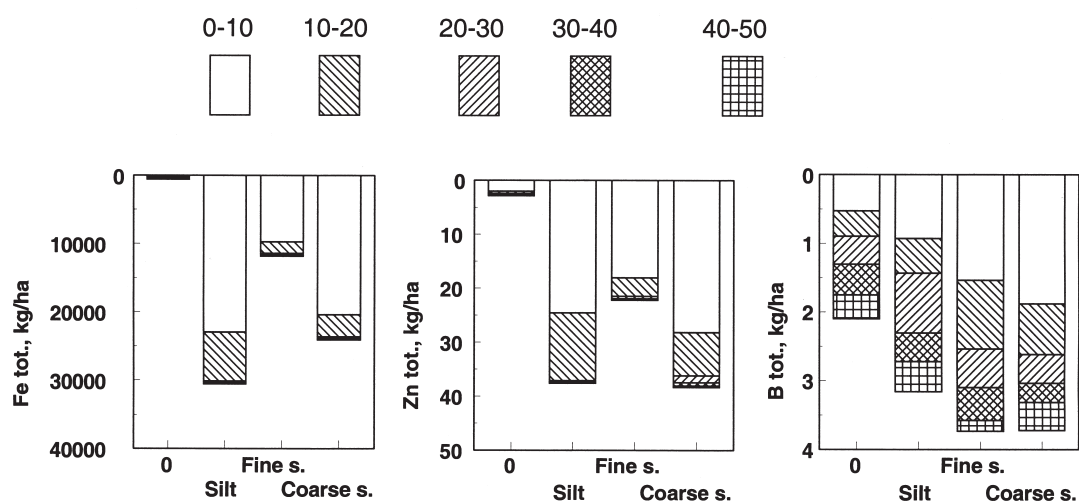 0-10 10-20 20-30 30-40 40-50
Fe tot., kg/ha
0
10000
20000
30000
40000
0 Fine s.
Silt Coarse s.
Zn tot., kg/ha
0
10
20
30
40
50
0 Fine s.
Silt Coarse s.
B tot., kg/ha
0
1
2
3
4
0 Fine s.
Silt Coarse s.